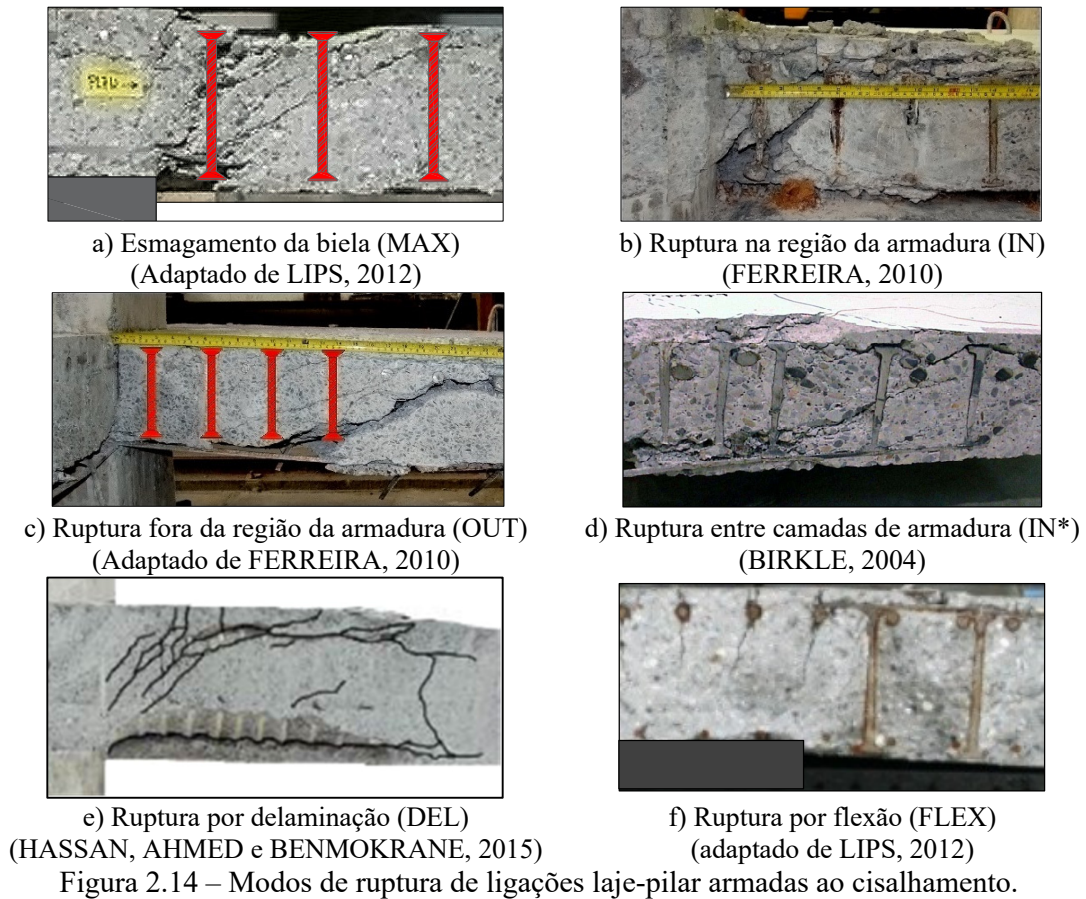 a) Esmagamento da biela (MAX)
(Adaptado de LIPS, 2012)
b) Ruptura na região da armadura (IN)
(FERREIRA, 2010)
c) Ruptura fora da região da armadura (OUT)
(Adaptado de FERREIRA, 2010)
d) Ruptura entre camadas de armadura (IN*)
(BIRKLE, 2004)
e) Ruptura por delaminação (DEL)
(HASSAN, AHMED e BENMOKRANE, 2015)
f) Ruptura por flexão (FLEX)
(adaptado de LIPS, 2012)
Figura 2.14 – Modos de ruptura de ligações laje-pilar armadas ao cisalhamento.